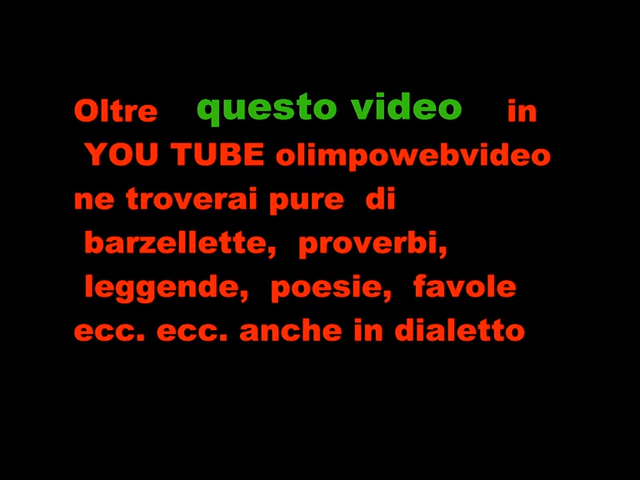 Oltre questo video in
YOU TUBE olimpowebvideo
ne troverai pure di
barzellette, proverbi,
leggende, poesie, favole
ecc. ecc. anche in dialetto